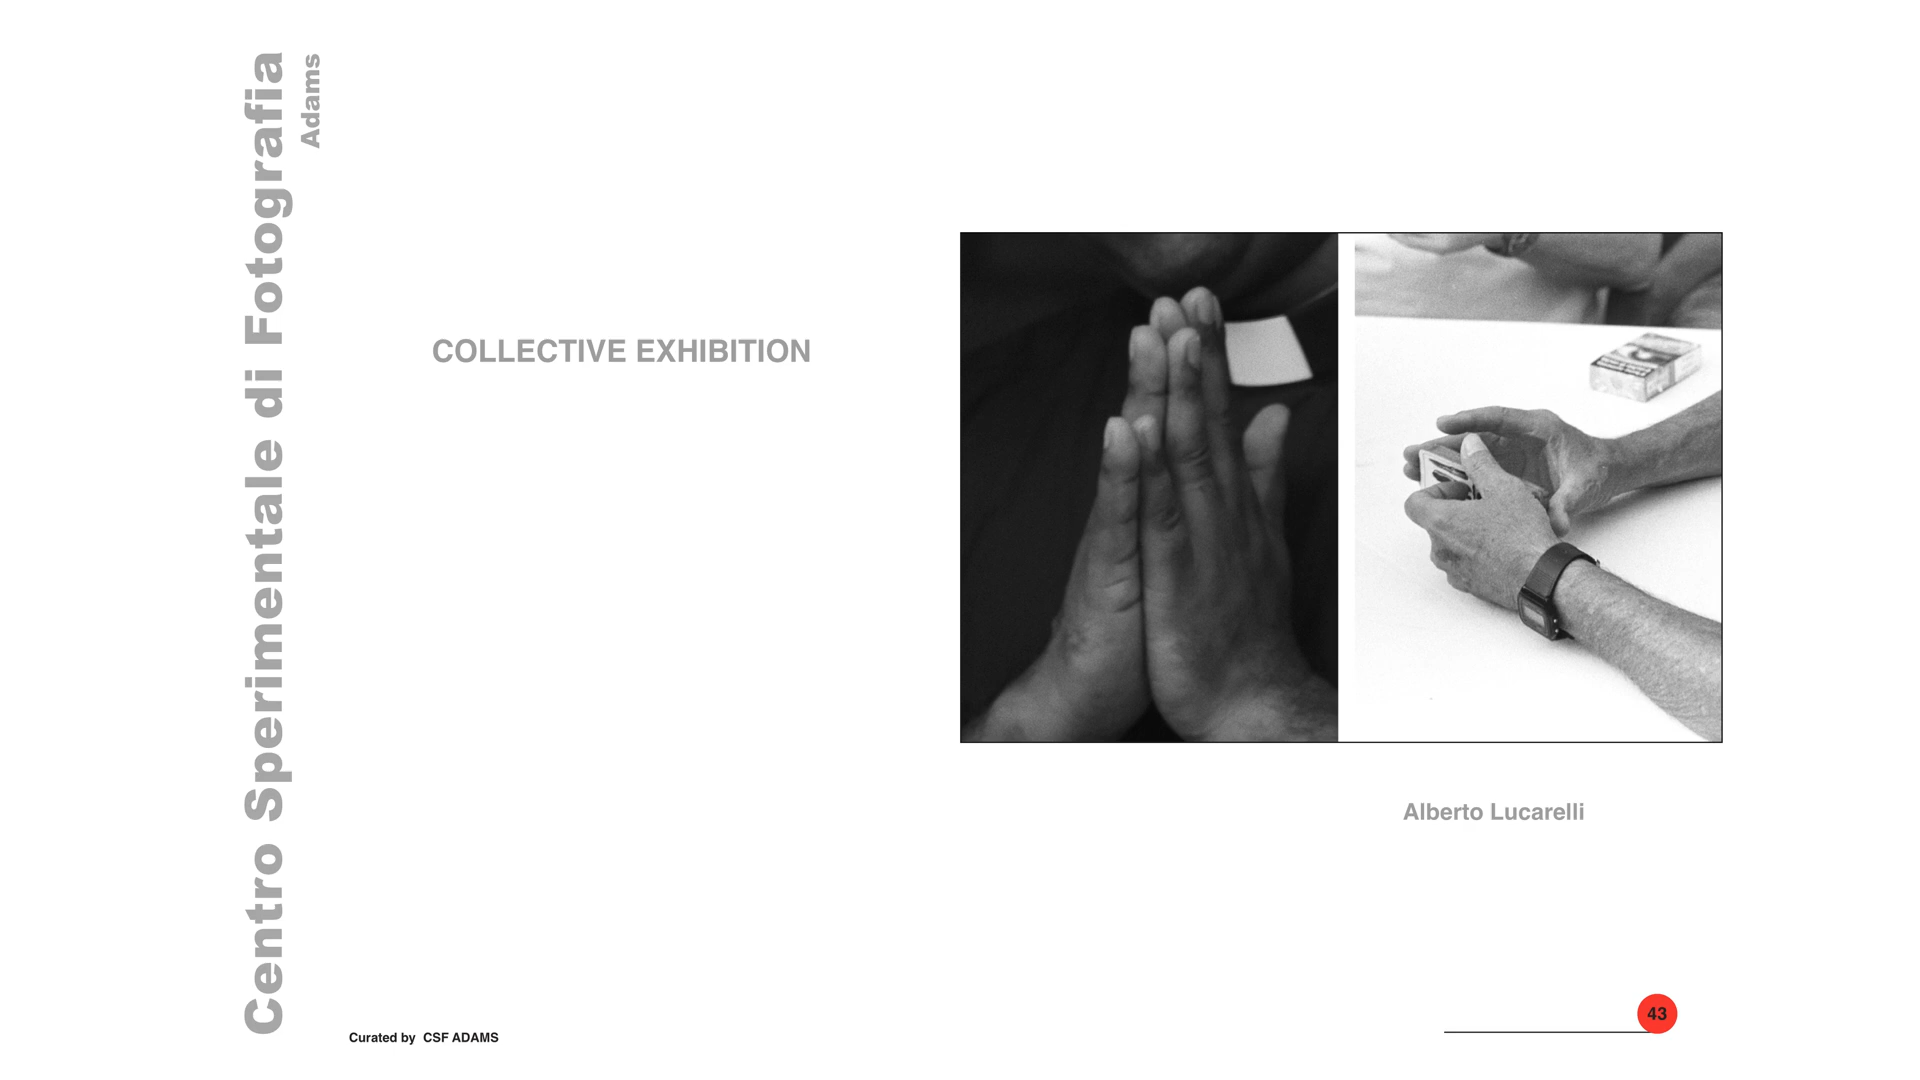 Centro Sperimentale di Fotografia
Adams
COLLECTIVE EXHIBITION
Alberto Lucarelli
Curated by CSF ADAMS
43